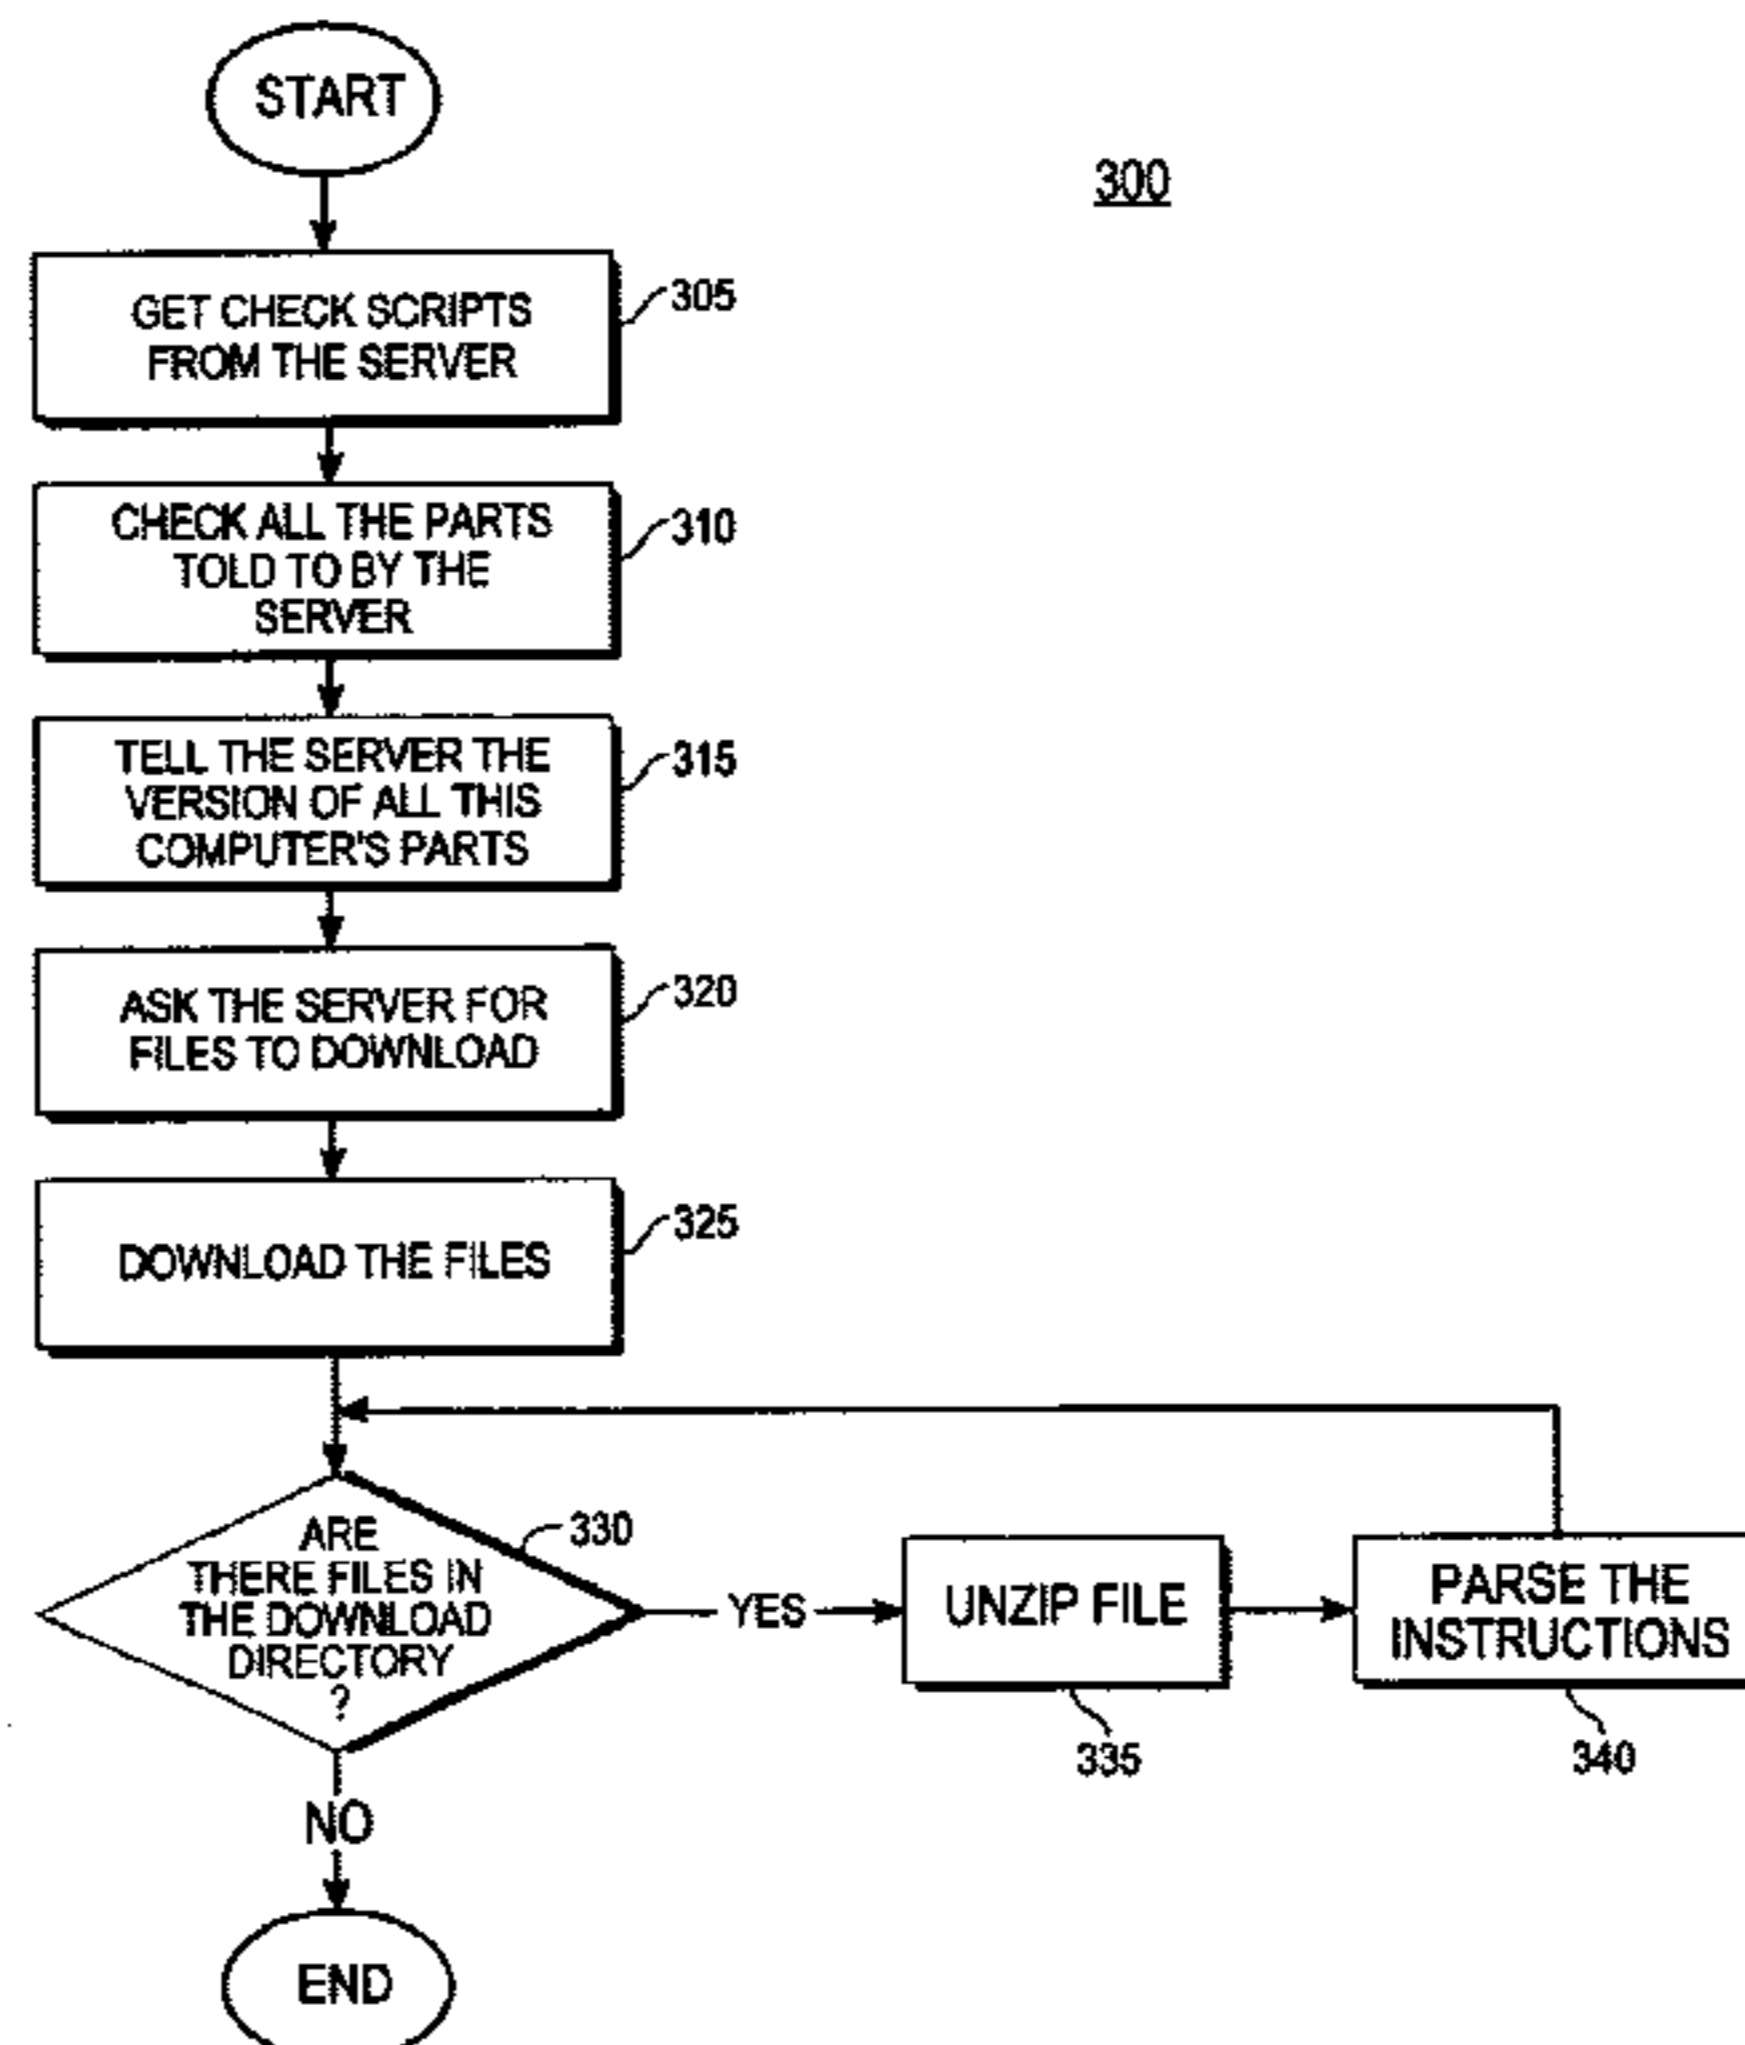 START
300
GET CHECK SCRIPTS
FROM THE SERVER
305
CHECK ALL THE PARTS
TOLD TO BY THE
SERVER
310
TELL THE SERVER THE
VERSION OF ALL THIS
COMPUTER'S PARTS
315
ASK THE SERVER FOR
FILES TO DOWNLOAD
320
DOWNLOAD THE FILES
325
ARE
THERE FILES IN
THE DOWNLOAD
DIRECTORY
?
330
YES
UNZIP FILE
335
PARSE THE
INSTRUCTIONS
340
NO
END